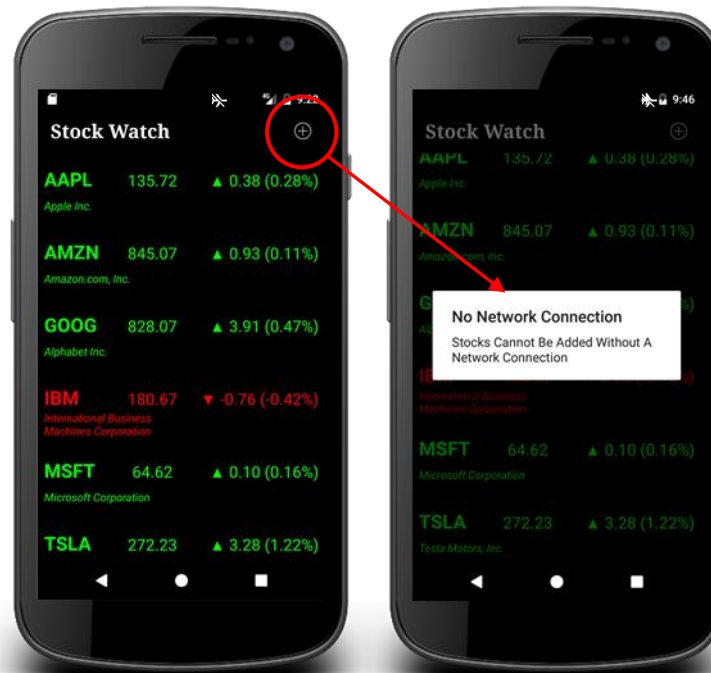 9:22
Stock Watch
AAPL 135.72 ▲ 0.38 (0.28%)
Apple Inc.
AMZN 845.07 ▲ 0.93 (0.11%)
Amazon.com, Inc.
GOOG 828.07 ▲ 3.91 (0.47%)
Alphabet Inc.
IBM 180.67 ▼ -0.76 (-0.42%)
International Business
Machines Corporation
MSFT 64.62 ▲ 0.10 (0.16%)
Microsoft Corporation
TSLA 272.23 ▲ 3.28 (1.22%)
9:46
Stock Watch
AAPL 135.72 ▲ 0.38 (0.28%)
Apple Inc.
AMZN 845.07 ▲ 0.93 (0.11%)
Amazon.com, Inc.
No Network Connection
Stocks Cannot Be Added Without A
Network Connection
International Business
Machines Corporation
MSFT 64.62 ▲ 0.10 (0.16%)
Microsoft Corporation
TSLA 272.23 ▲ 3.28 (1.22%)
Tesla Motors, Inc.